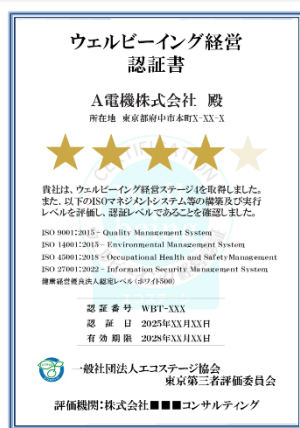 ウェルビーイング経営
認証書
A電機株式会社 殿
所在地 東京都府中市本町X-XX-X
貴社は、ウェルビーイング経営ステージ4を取得しました。
また、以下のISOマネジメントシステム等の構築及び実行
レベルを評価し、認証レベルであることを確認しました。
ISO 9001:2015 - Quality Management System
ISO 14001:2015 - Environmental Management System
ISO 45001:2018 - Occupational Health and Safety Management
ISO 27001:2022 - Information Security Management System
健康経営優良法人認定レベル(ホワイト500)
認証番号 WBT-XXX
認証日 2025年XX月XX日
有効期限 2028年XX月XX日
一般社団法人エコステージ協会
東京第三者評価委員会
評価機関:株式会社■■■コンサルティング